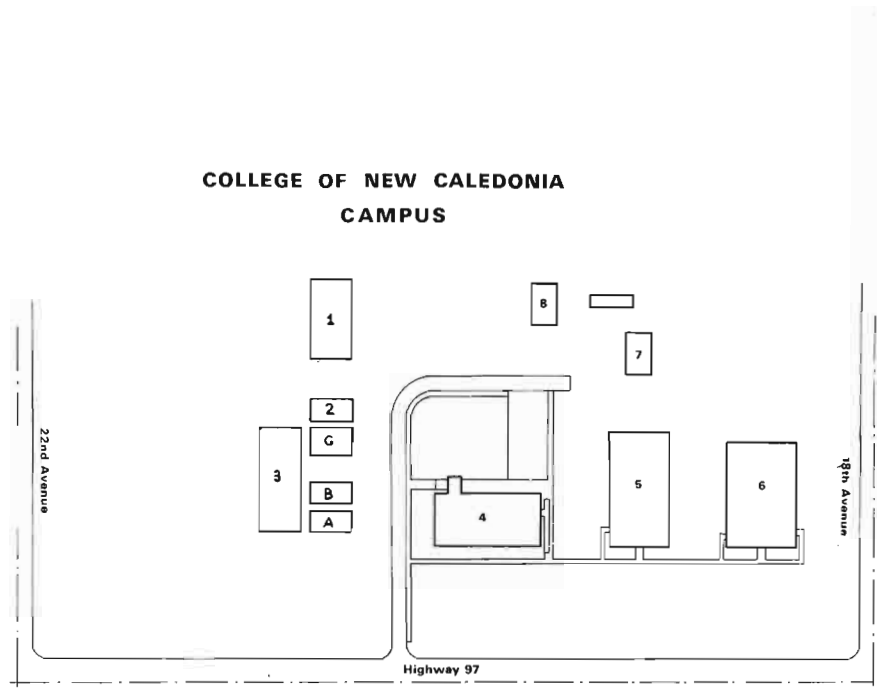 COLLEGE OF NEW CALEDONIA
CAMPUS
1
8
7
2
G
3
B
A
4
5
6
22nd Avenue
18th Avenue
Highway 97